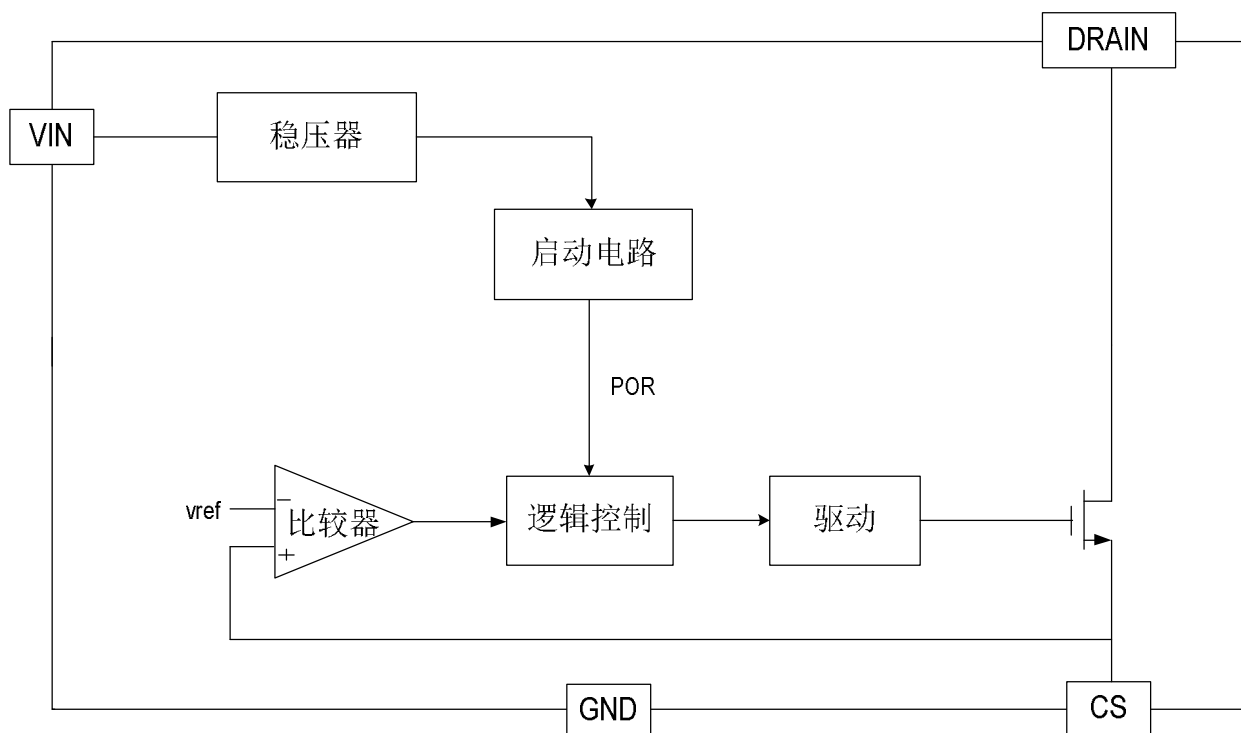 DRAIN
VIN
稳压器
启动电路
POR
vref
−
比较器
+
逻辑控制
驱动
GND
CS